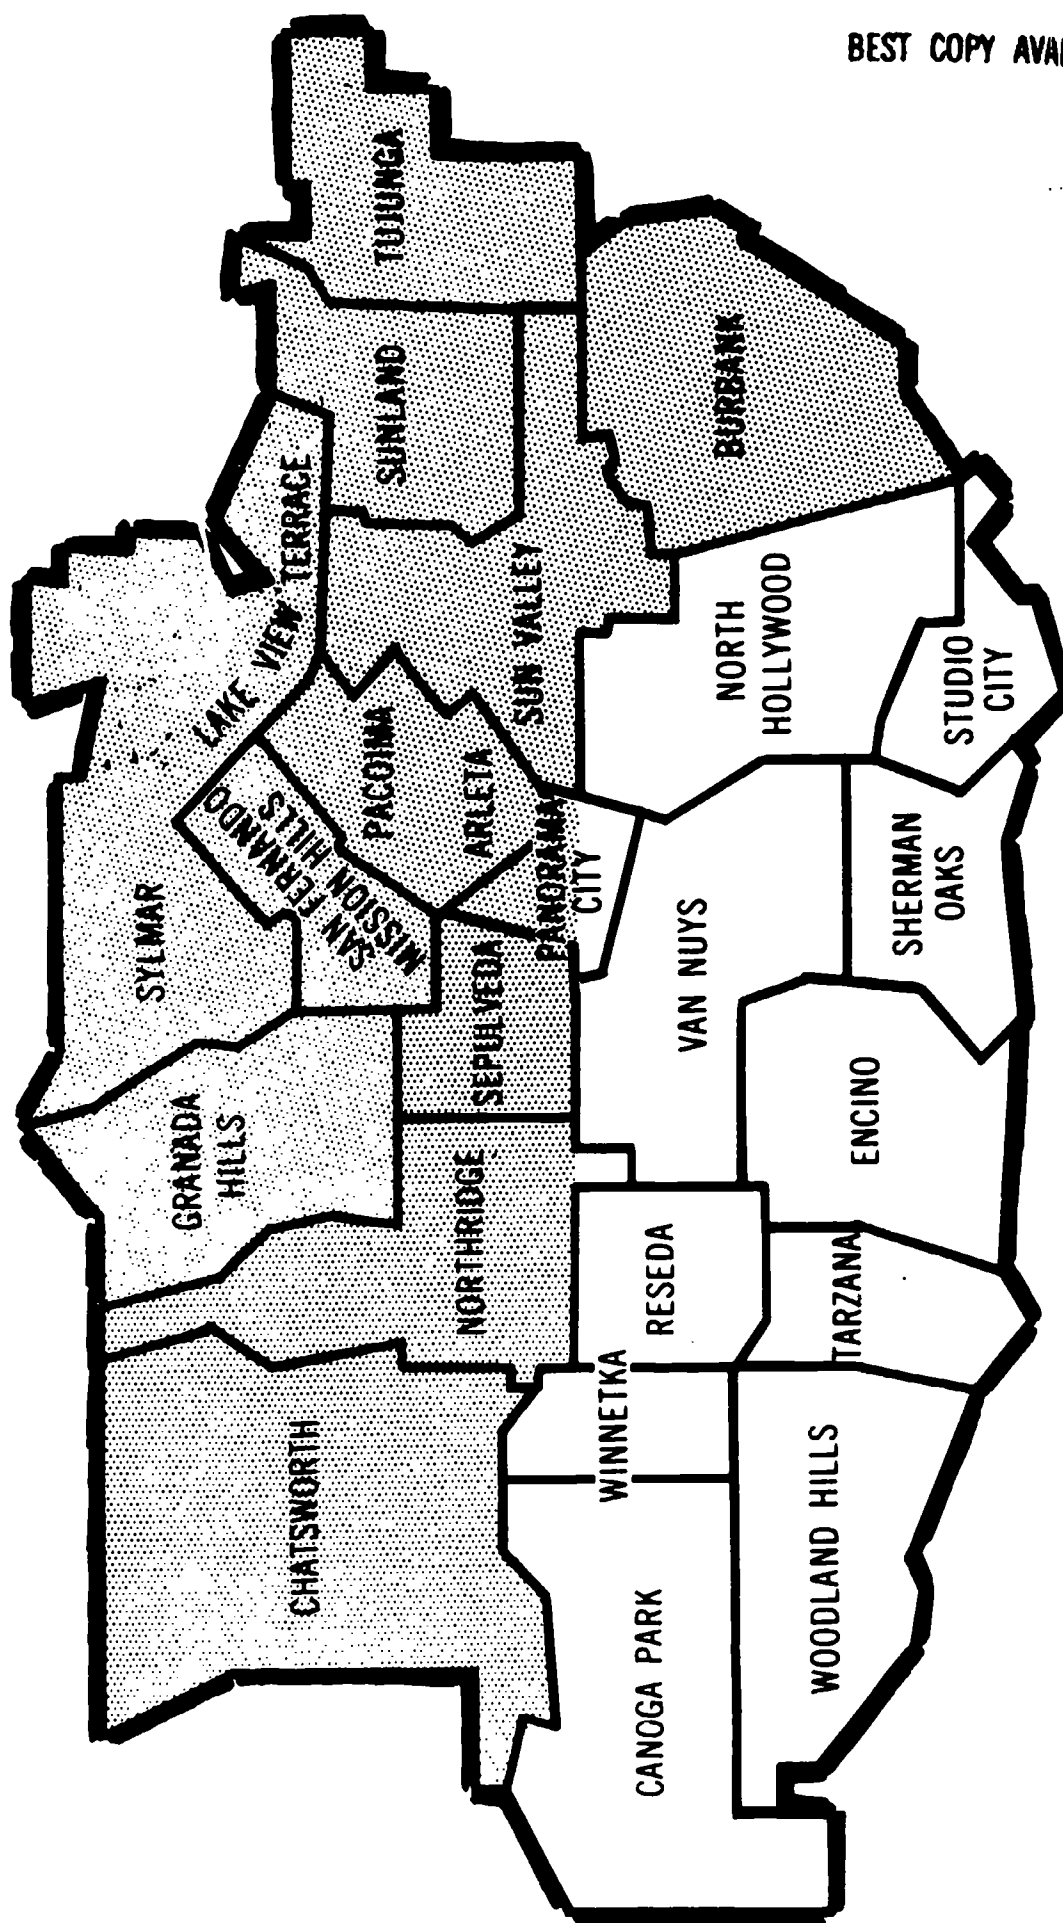 BEST COPY
TUJUNGA
SUNLAND
BURBANK
LAKE VIEW TERRACE
SUN VALLEY
NORTH
HOLLYWOOD
STUDIO
CITY
PACOIMA
ARLETA
SAN FERNANDO
MISSION HILLS
PANORAMA
CITY
SYLMAR
SEPULVEDA
VAN NUYS
SHERMAN
OAKS
GRANADA
HILLS
NORTHRIDGE
ENCINO
RESEDA
TARZANA
WINNETKA
CHATSWORTH
CANOGA PARK
WOODLAND HILLS